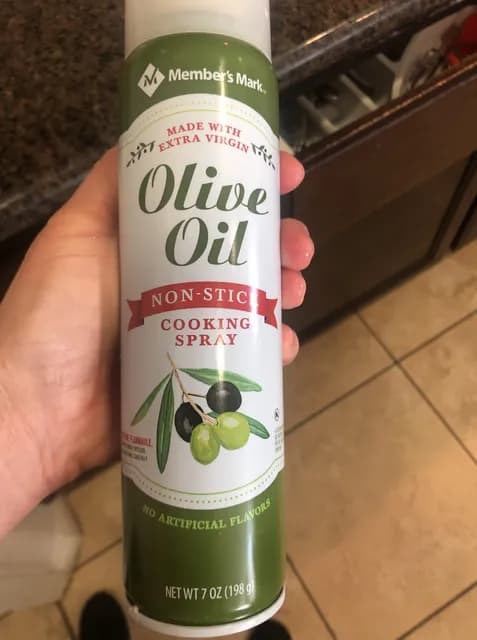 Member's Mark
MADE WITH
EXTRA VIRGIN
Olive
Oil
NON-STIC
COOKING
SPRAY
FLAMMABLE
NO ARTIFICIAL FLAVORS
NET WT 7 OZ (198 g)